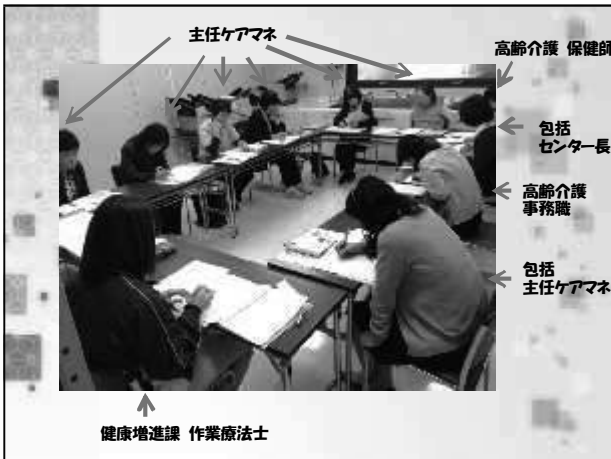 主任ケアマネ
高齢介護 保健師
包括
センター長
高齢介護
事務職
包括
主任ケアマネ
健康増進課 作業療法士